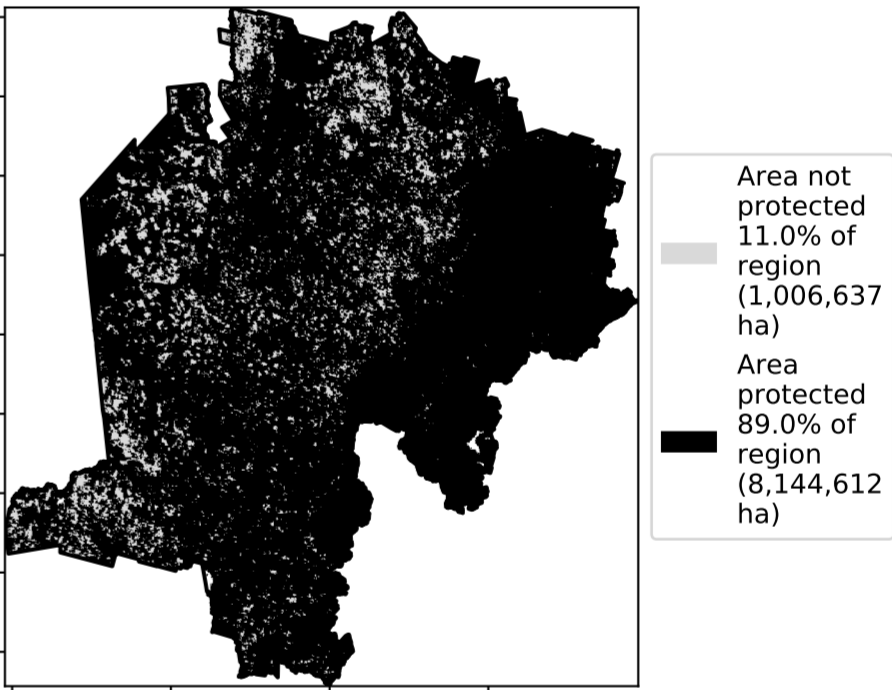 Area not
protected
11.0% of
region
(1,006,637
ha)
Area
protected
89.0% of
region
(8,144,612
ha)